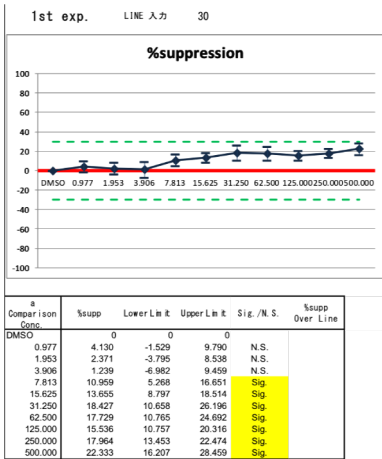 1st exp. LINE 入力 30
%suppression
100
80
60
40
20
0
DMSO 0.977 1.953 3.906 7.813 15.625 31.250 62.500 125.000 250.000 500.000
-20
-40
-60
-80
-100
a Comparison Conc. %supp LowerLimit UpperLimit Sig./N.S. %supp Over Line
DMSO 0 0 0
0.977 4.130 -1.529 9.790 N.S.
1.953 2.371 -3.795 8.538 N.S.
3.906 1.239 -6.982 9.459 N.S.
7.813 10.959 5.268 16.651 Sig.
15.625 13.655 8.797 18.514 Sig.
31.250 18.427 10.658 26.196 Sig.
62.500 17.729 10.765 24.692 Sig.
125.000 15.536 10.757 20.316 Sig.
250.000 17.964 13.453 22.474 Sig.
500.000 22.333 16.207 28.459 Sig.